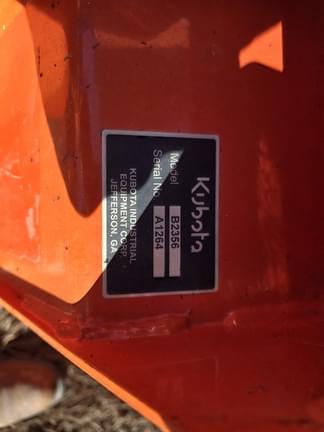 Kubota
Model B2356
Serial No. A1264
KUBOTA INDUSTRIAL
EQUIPMENT CORP.
JEFFERSON, GA